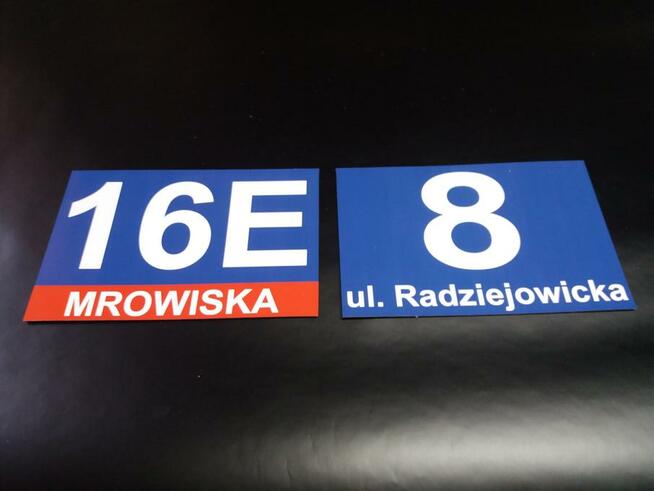 16E
MROWISKA
8
ul. Radziejowicka